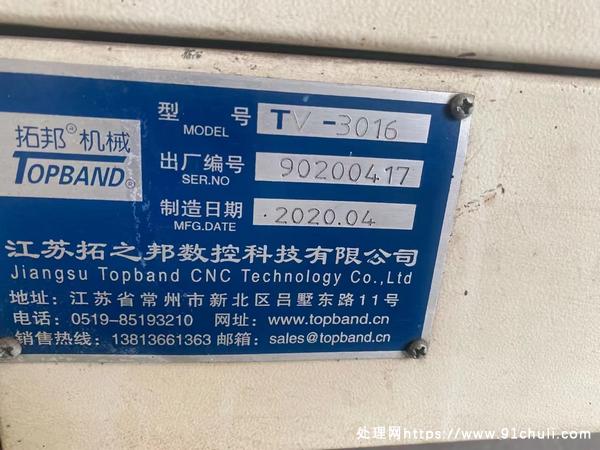 拓邦® 机械
TOPBAND®
型 号 TV-3016
MODEL
出厂编号 90200417
SER.NO
制造日期 2020.04
MFG.DATE
江苏拓之邦数控科技有限公司
Jiangsu Topband CNC Technology Co.,Ltd
地址：江苏省常州市新北区吕墅东路11号
电话：0519-85193210 网址：www.topband.cn
销售热线：13813661363 邮箱：sales@topband.cn
处理网https://www.91chuli.com